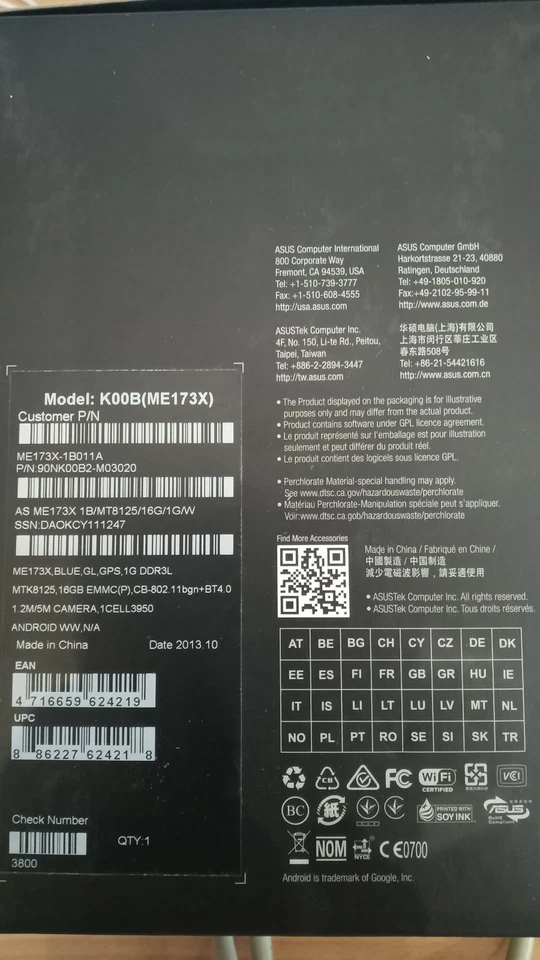 ASUS Computer International
800 Corporate Way
Fremont, CA 94539, USA
Tel: +1-510-739-3777
Fax: +1-510-608-4555
http://usa.asus.com
ASUS Computer GmbH
Harkortstrasse 21-23, 40880
Ratingen, Deutschland
Tel: +49-1805-010-920
Fax:+49-2102-95-99-11
http://www.asus.com.de
ASUSTek Computer Inc.
4F, No. 150, Li-te Rd., Peitou,
Taipei, Taiwan
Tel: +886-2-2894-3447
http://tw.asus.com
华硕电脑(上海)有限公司
上海市闵行区莘庄工业区
春东路508号
Tel: +86-21-54421616
http://www.asus.com.cn
• The Product displayed on the packaging is for illustrative
purposes only and may differ from the actual product.
• Product contains software under GPL licence agreement.
• Le produit représenté sur l'emballage est pour illustration
seulement et peut différer du produit réel.
• Le produit contient des logiciels sous licence GPL.
• Perchlorate Material-special handling may apply.
See www.dtsc.ca.gov/hazardouswaste/perchlorate
• Matériau Perchlorate-Manipulation spéciale peut s'appliquer.
Voir:www.dtsc.ca.gob/hazardouswaste/perchlorate
Find More Accessories
Made in China / Fabriqué en Chine /
中國製造 / 中国制造
減少電磁波影響，請妥適使用
• ASUSTek Computer Inc. All rights reserved.
• ASUSTek Computer Inc. Tous droits réservés.
AT BE BG CH CY CZ DE DK
EE ES FI FR GB GR HU IE
IT IS LI LT LU LV MT NL
NO PL PT RO SE SI SK TR
CB FC Wi Fi CERTIFIED VCI
BC 紙 PRINTED WITH SOY INK ASUS RoHS Compliant
NOM NYCE CE0700
Android is trademark of Google, Inc.
Model: K00B(ME173X)
Customer P/N
ME173X-1B011A
P/N:90NK00B2-M03020
AS ME173X 1B/MT8125/16G/1G/W
SSN:DAOKCY111247
ME173X,BLUE,GL,GPS,1G DDR3L
MTK8125,16GB EMMC(P),CB-802.11bgn+BT4.0
1.2M/5M CAMERA,1CELL3950
ANDROID WW,N/A
Made in China Date 2013.10
EAN
4 716659 624219
UPC
8 86227 62421 8
Check Number
QTY:1
3800